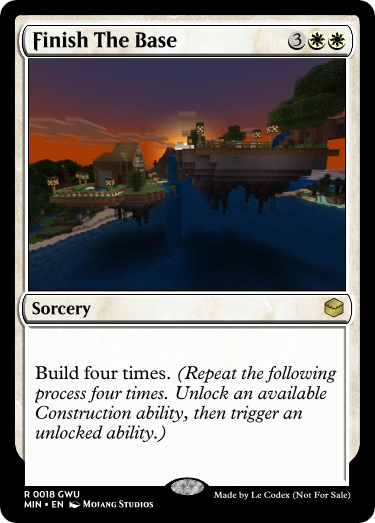 Finish The Base 3
Sorcery
Build four times. (Repeat the following
process four times. Unlock an available
Construction ability, then trigger an
unlocked ability.)
R 0018 GWU
MIN • EN Mojang Studios
Made by Le Codex (Not For Sale)